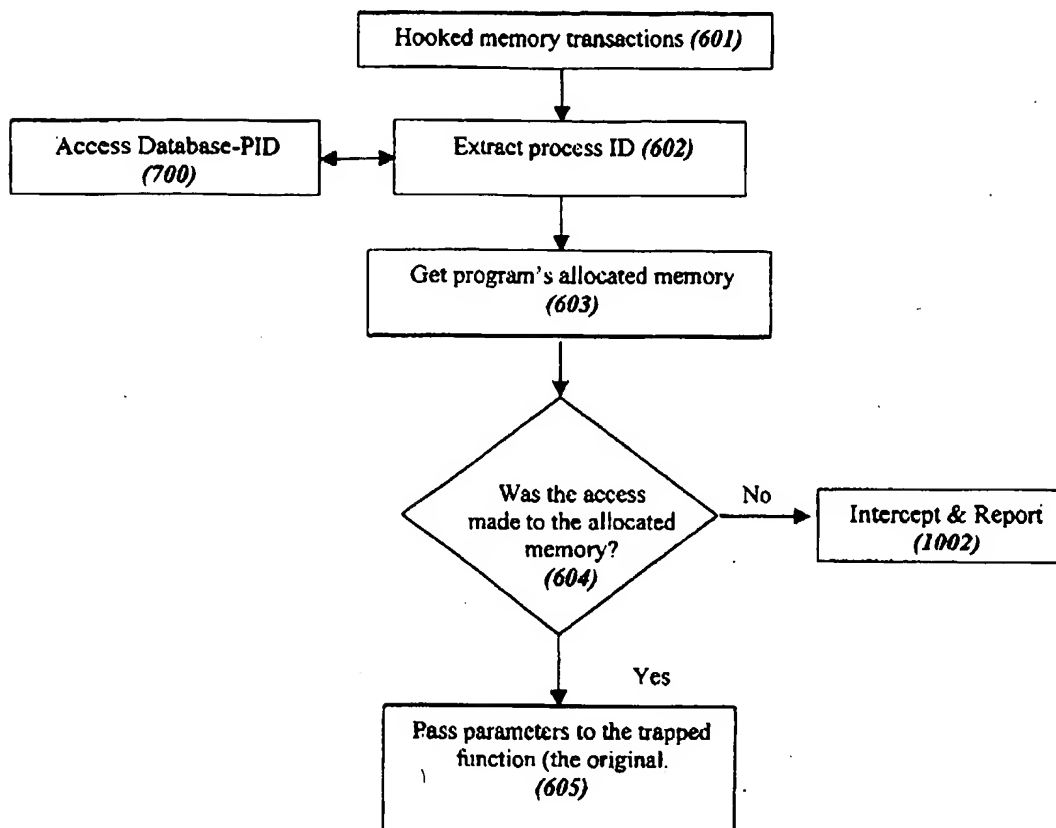 Hooked memory transactions (601)
Access Database-PID
(700)
Extract process ID (602)
Get program's allocated memory
(603)
Was the access
made to the allocated
memory?
(604)
No
Intercept & Report
(1002)
Yes
Pass parameters to the trapped
function (the original.
(605)